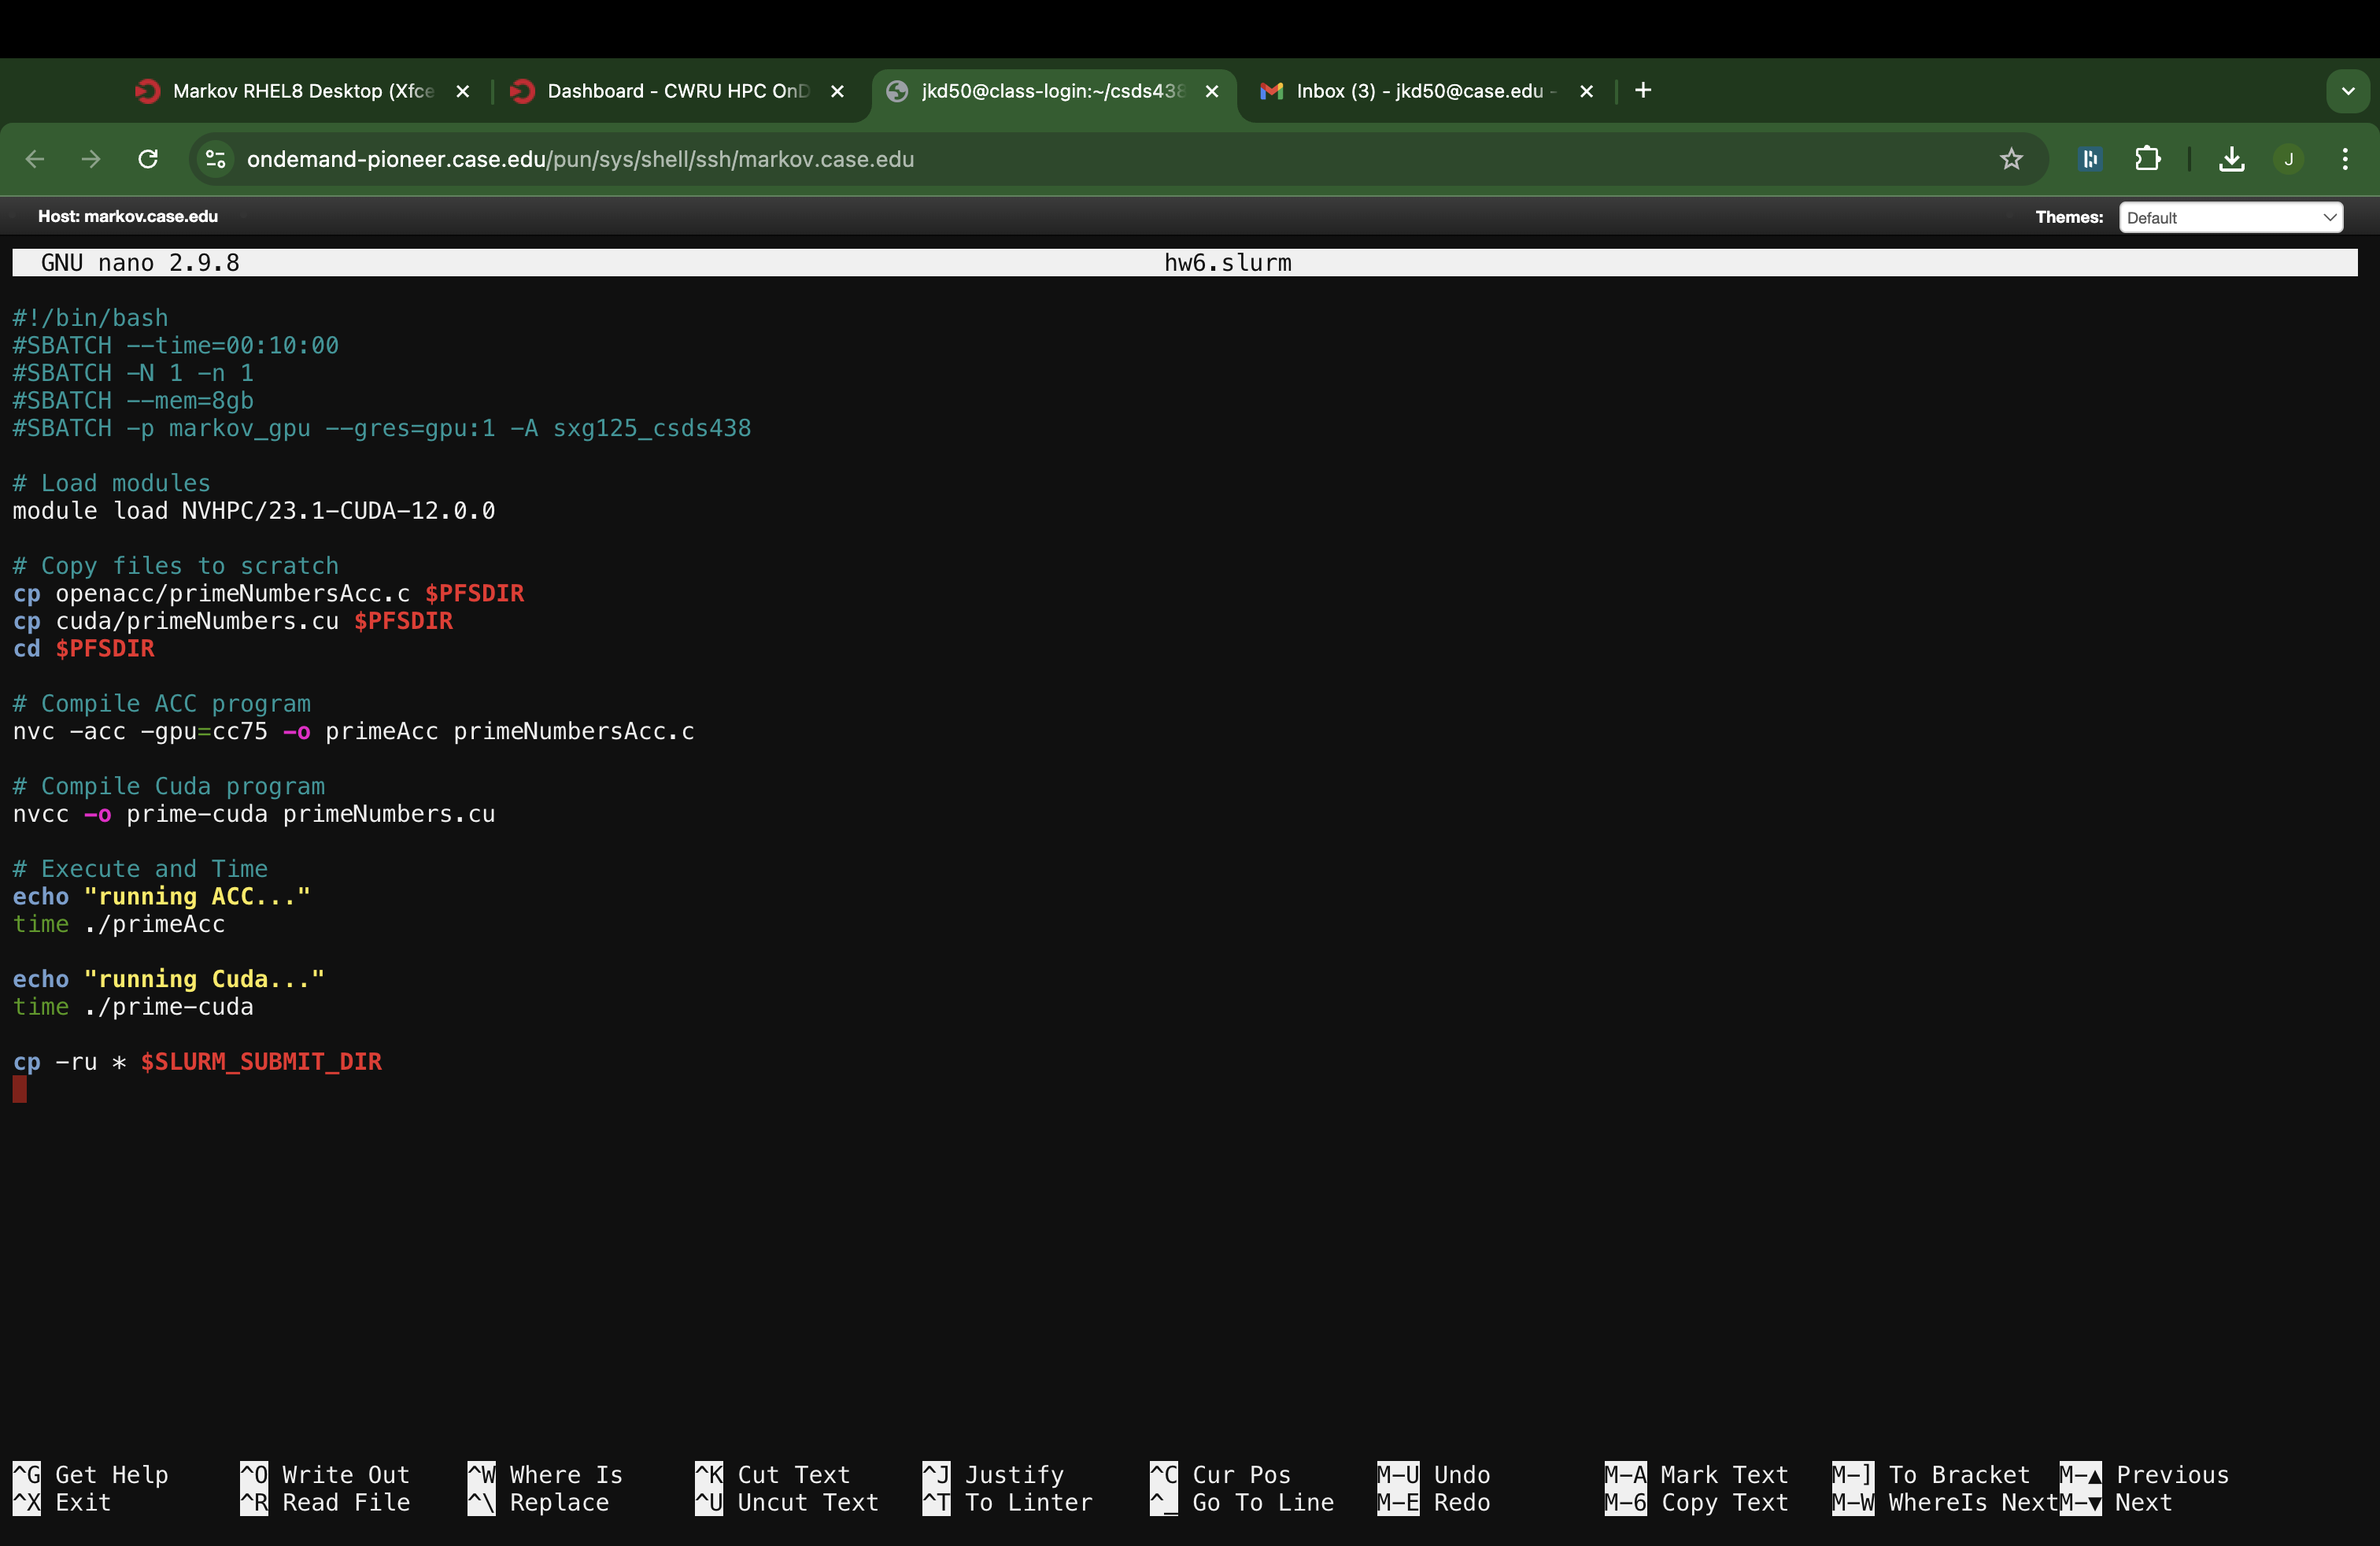 Markov RHEL8 Desktop (Xfce
Dashboard - CWRU HPC OnD
jkd50@class-login:~/csds438
Inbox (3) - jkd50@case.edu -
ondemand-pioneer.case.edu/pun/sys/shell/ssh/markov.case.edu
J
Host: markov.case.edu
Themes: Default
GNU nano 2.9.8 hw6.slurm
#!/bin/bash
#SBATCH --time=00:10:00
#SBATCH -N 1 -n 1
#SBATCH --mem=8gb
#SBATCH -p markov_gpu --gres=gpu:1 -A sxg125_csds438
# Load modules
module load NVHPC/23.1-CUDA-12.0.0
# Copy files to scratch
cp openacc/primeNumbersAcc.c $PFSDIR
cp cuda/primeNumbers.cu $PFSDIR
cd $PFSDIR
# Compile ACC program
nvc -acc -gpu=cc75 -o primeAcc primeNumbersAcc.c
# Compile Cuda program
nvcc -o prime-cuda primeNumbers.cu
# Execute and Time
echo "running ACC..."
time ./primeAcc
echo "running Cuda..."
time ./prime-cuda
cp -ru * $SLURM_SUBMIT_DIR
^G Get Help ^O Write Out ^W Where Is ^K Cut Text ^J Justify ^C Cur Pos M-U Undo M-A Mark Text M-] To Bracket M-▲ Previous
^X Exit ^R Read File ^\ Replace ^U Uncut Text ^T To Linter ^_ Go To Line M-E Redo M-6 Copy Text M-W WhereIs Next M-▼ Next